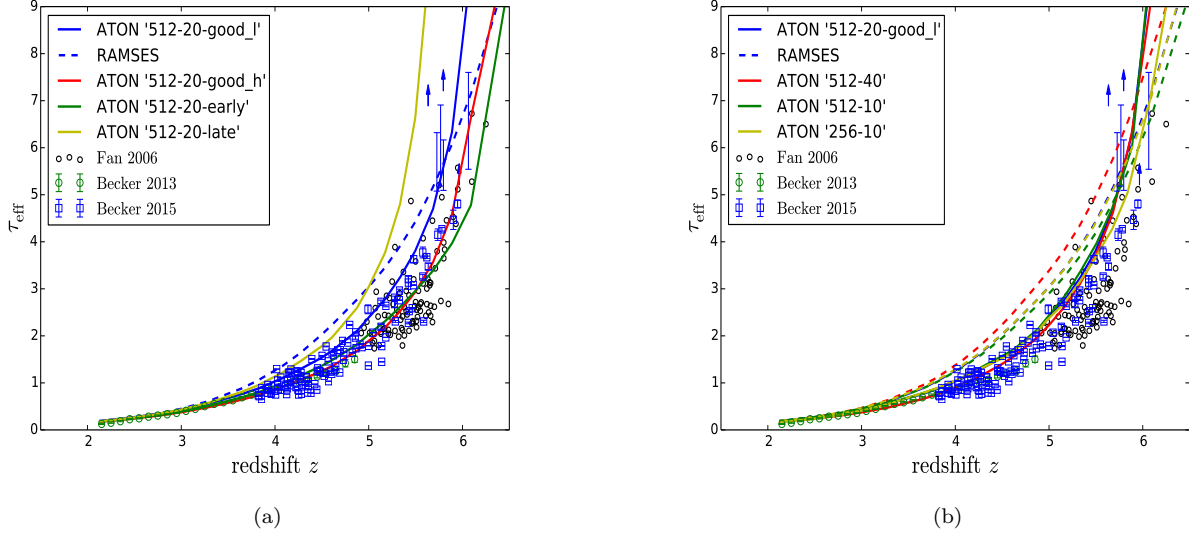 9
8
7
6
5
4
3
2
1
0
τeff
2 3 4 5 6
redshift z
ATON '512-20-good_l'
RAMSES
ATON '512-20-good_h'
ATON '512-20-early'
ATON '512-20-late'
Fan 2006
Becker 2013
Becker 2015
(a)
9
8
7
6
5
4
3
2
1
0
τeff
2 3 4 5 6
redshift z
ATON '512-20-good_l'
RAMSES
ATON '512-40'
ATON '512-10'
ATON '256-10'
Fan 2006
Becker 2013
Becker 2015
(b)